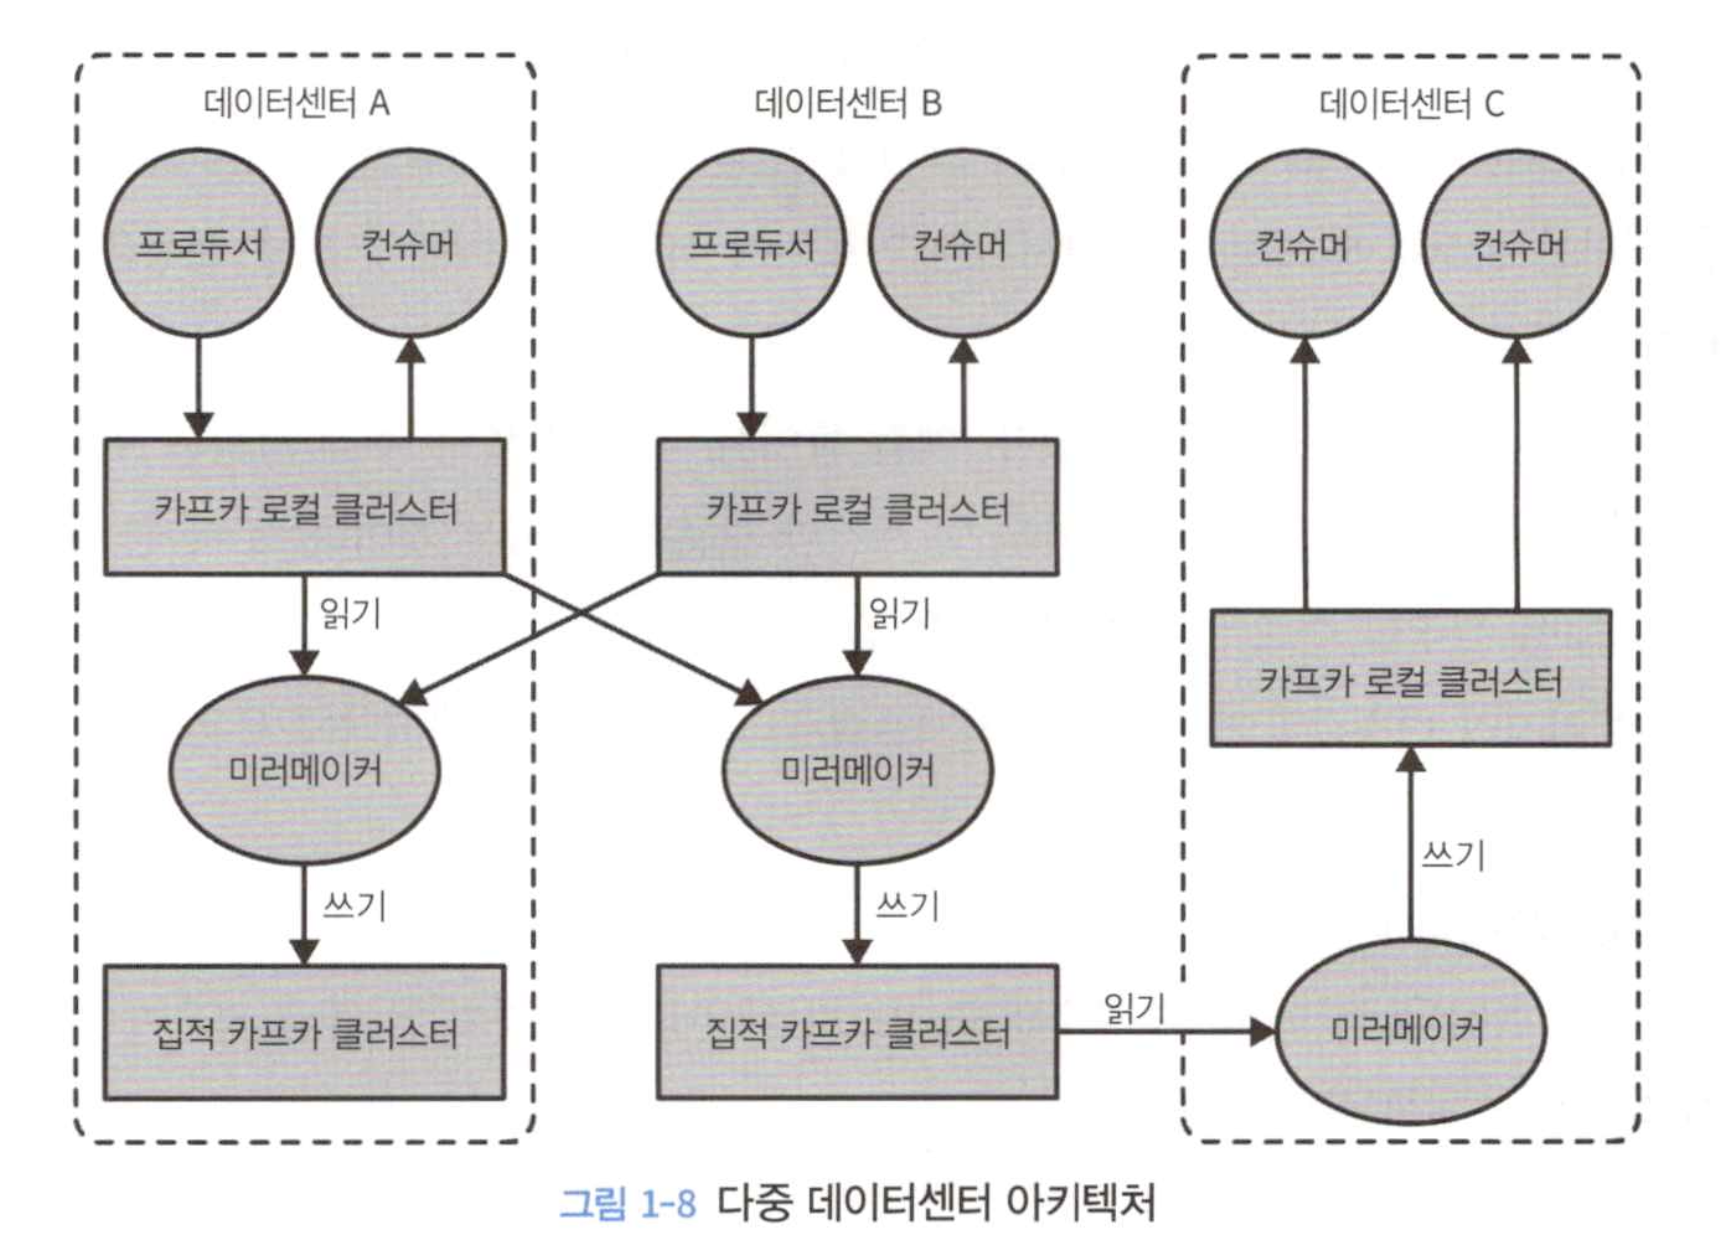 데이터센터 A
데이터센터 B
데이터센터 C
프로듀서
컨슈머
프로듀서
컨슈머
컨슈머
컨슈머
카프카 로컬 클러스터
카프카 로컬 클러스터
읽기
읽기
카프카 로컬 클러스터
미러메이커
미러메이커
쓰기
쓰기
쓰기
집적 카프카 클러스터
집적 카프카 클러스터
읽기
미러메이커
그림 1-8 다중 데이터센터 아키텍처